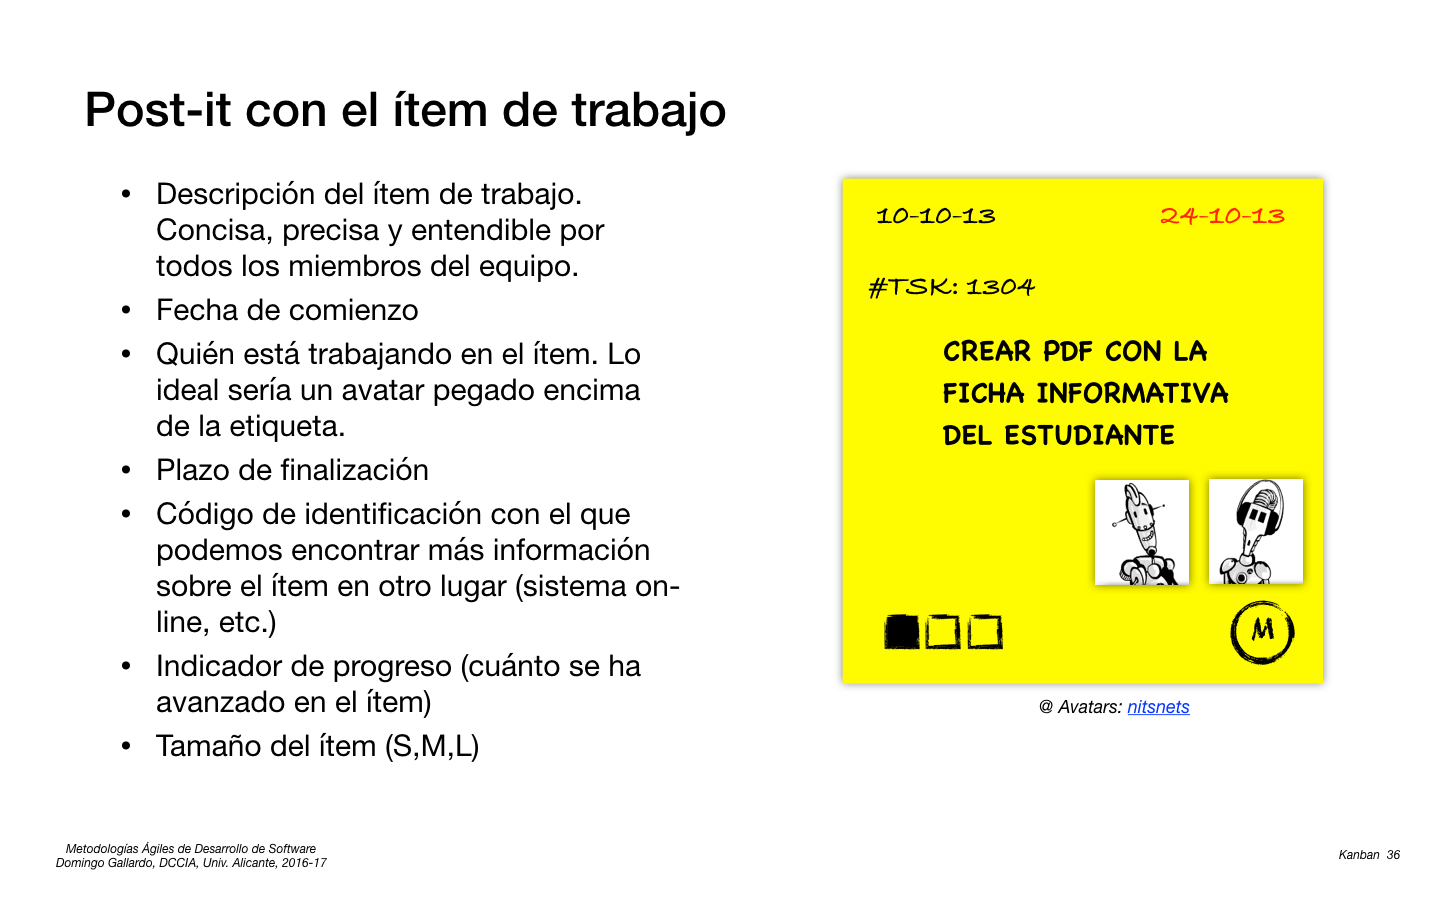 Post-it con el ítem de trabajo
• Descripción del ítem de trabajo.
Concisa, precisa y entendible por
todos los miembros del equipo.
• Fecha de comienzo
• Quién está trabajando en el ítem. Lo
ideal sería un avatar pegado encima
de la etiqueta.
• Plazo de finalización
• Código de identificación con el que
podemos encontrar más información
sobre el ítem en otro lugar (sistema on-
line, etc.)
• Indicador de progreso (cuánto se ha
avanzado en el ítem)
• Tamaño del ítem (S,M,L)
10-10-13
24-10-13
#TSK: 1304
CREAR PDF CON LA
FICHA INFORMATIVA
DEL ESTUDIANTE
M
@ Avatars: nitsnets
Metodologías Ágiles de Desarrollo de Software
Domingo Gallardo, DCCIA, Univ. Alicante, 2016-17
Kanban 36